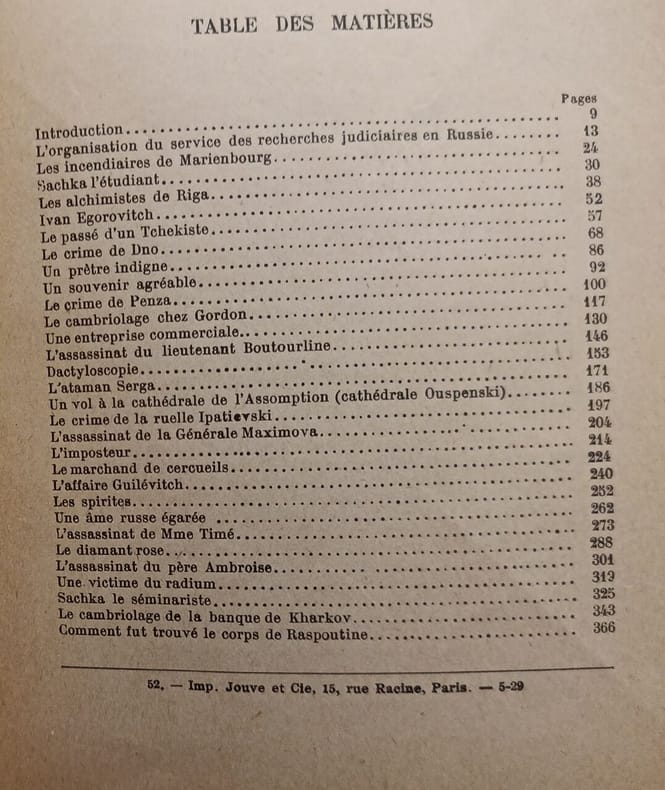 TABLE DES MATIÈRES
Pages
Introduction........ 9
L'organisation du service des recherches judiciaires en Russie........ 13
Les incendiaires de Marienbourg........ 24
Sachka l'étudiant........ 30
Les alchimistes de Riga........ 38
Ivan Egorovitch........ 52
Le passé d'un Tchekiste........ 57
Le crime de Dno........ 68
Un prêtre indigne........ 86
Un souvenir agréable........ 92
Le crime de Penza........ 100
Le cambriolage chez Gordon........ 117
Une entreprise commerciale........ 130
L'assassinat du lieutenant Boutourline........ 146
Dactyloscopie........ 153
L'ataman Serga........ 171
Un vol à la cathédrale de l'Assomption (cathédrale Ouspenski)........ 186
Le crime de la ruelle Ipatievski........ 197
L'assassinat de la Générale Maximova........ 204
L'imposteur........ 214
Le marchand de cercueils........ 224
L'affaire Guilévitch........ 240
Les spirites........ 252
Une âme russe égarée ........ 262
L'assassinat de Mme Timé........ 273
Le diamant rose........ 288
L'assassinat du père Ambroise........ 301
Une victime du radium........ 319
Sachka le séminariste........ 325
Le cambriolage de la banque de Kharkov........ 343
Comment fut trouvé le corps de Raspoutine........ 366
52. — Imp. Jouve et Cie, 15, rue Racine, Paris. — 5-29